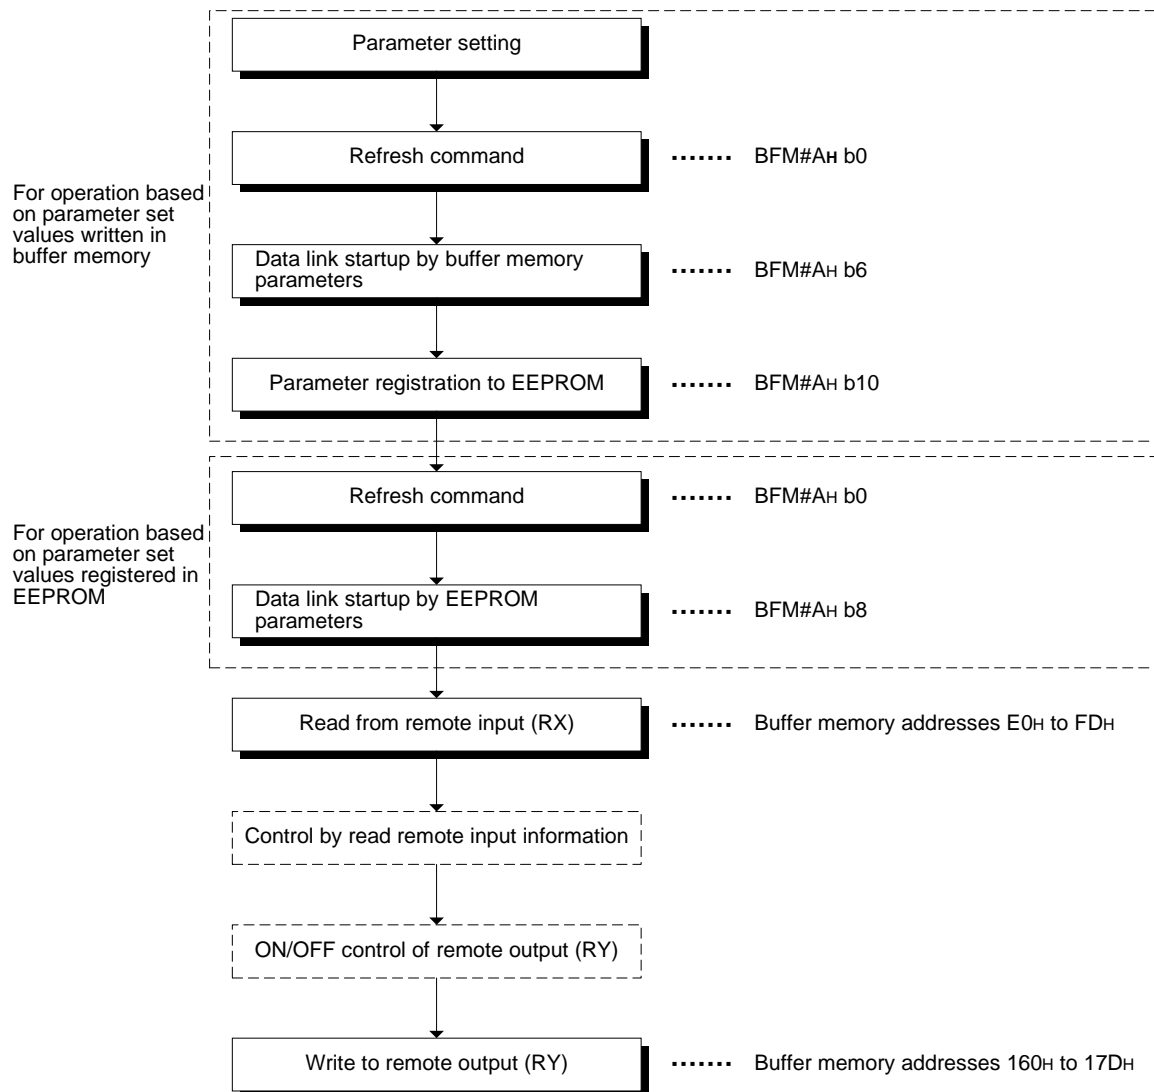 Parameter setting
Refresh command ....... BFM#AH b0
For operation based
on parameter set
values written in
buffer memory
Data link startup by buffer memory
parameters
....... BFM#AH b6
Parameter registration to EEPROM ....... BFM#AH b10
Refresh command ....... BFM#AH b0
For operation based
on parameter set
values registered in
EEPROM
Data link startup by EEPROM
parameters
....... BFM#AH b8
Read from remote input (RX) ....... Buffer memory addresses E0H to FDH
Control by read remote input information
ON/OFF control of remote output (RY)
Write to remote output (RY) ....... Buffer memory addresses 160H to 17DH